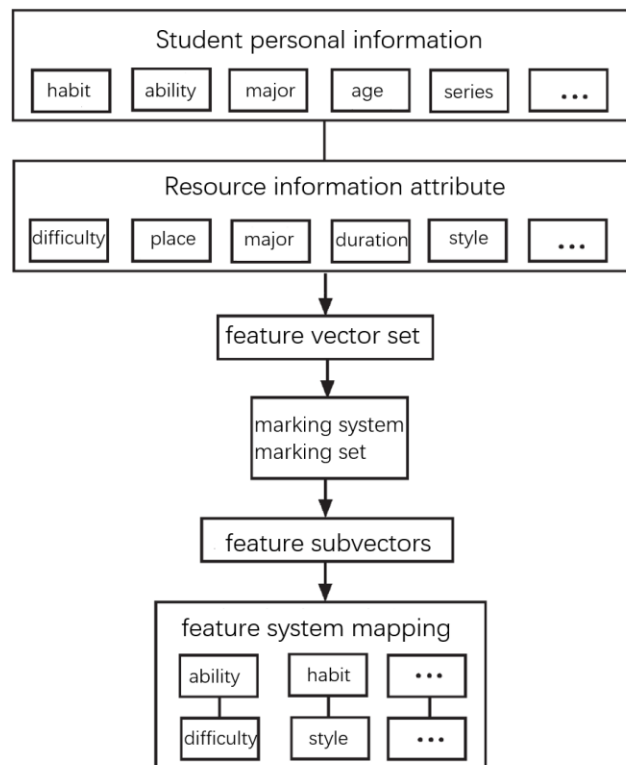 Student personal information
habit ability major age series ...
Resource information attribute
difficulty place major duration style ...
feature vector set
marking system
marking set
feature subvectors
feature system mapping
ability habit ...
difficulty style ...